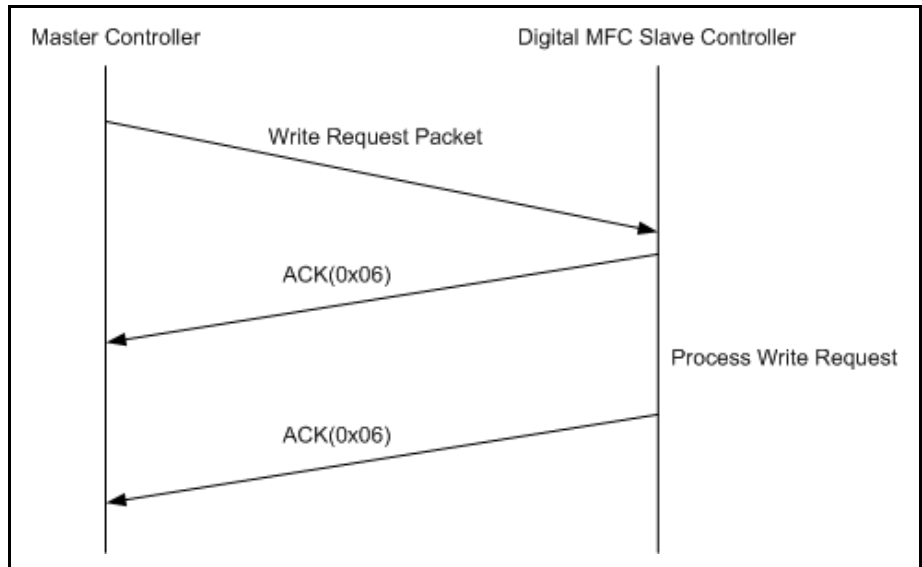 Master Controller
Digital MFC Slave Controller
Write Request Packet
ACK(0x06)
Process Write Request
ACK(0x06)